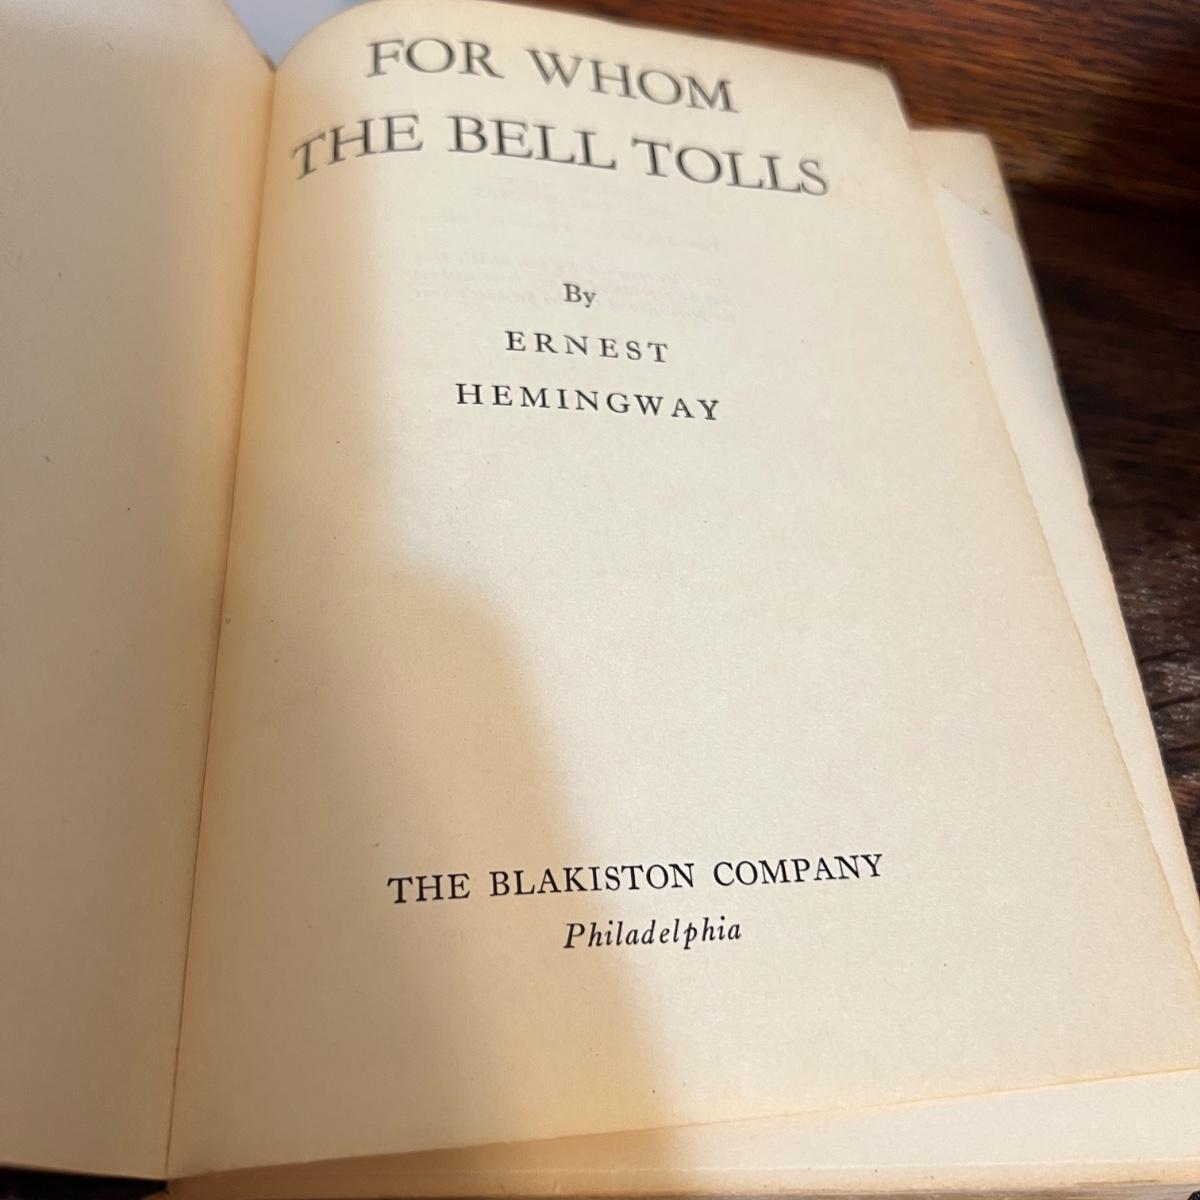 FOR WHOM
THE BELL TOLLS
By
ERNEST
HEMINGWAY
THE BLAKISTON COMPANY
Philadelphia